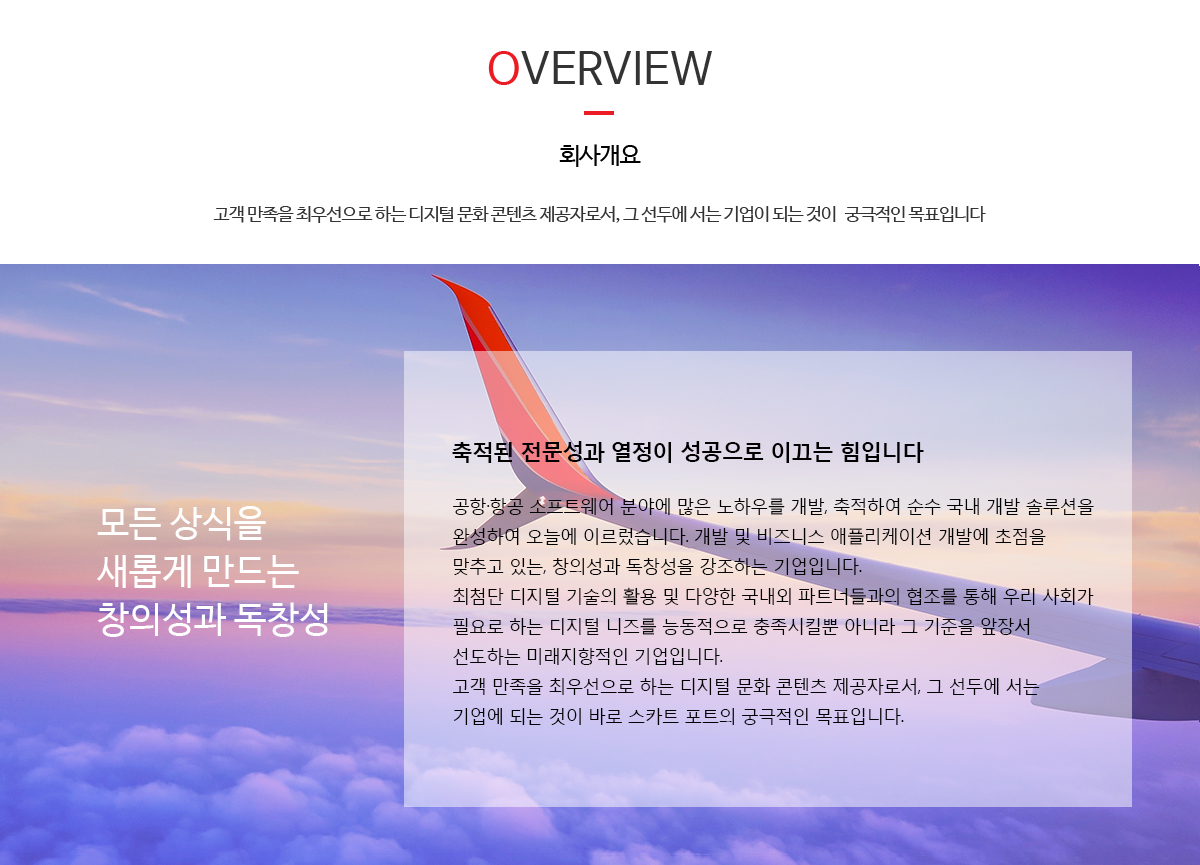 OVERVIEW
회사개요
고객 만족을 최우선으로 하는 디지털 문화 콘텐츠 제공자로서, 그 선두에 서는 기업이 되는 것이 궁극적인 목표입니다
모든 상식을
새롭게 만드는
창의성과 독창성
축적된 전문성과 열정이 성공으로 이끄는 힘입니다
공항·항공 소프트웨어 분야에 많은 노하우를 개발, 축적하여 순수 국내 개발 솔루션을
완성하여 오늘에 이르렀습니다. 개발 및 비즈니스 애플리케이션 개발에 초점을
맞추고 있는, 창의성과 독창성을 강조하는 기업입니다.
최첨단 디지털 기술의 활용 및 다양한 국내외 파트너들과의 협조를 통해 우리 사회가
필요로 하는 디지털 니즈를 능동적으로 충족시킬뿐 아니라 그 기준을 앞장서
선도하는 미래지향적인 기업입니다.
고객 만족을 최우선으로 하는 디지털 문화 콘텐츠 제공자로서, 그 선두에 서는
기업에 되는 것이 바로 스카트 포트의 궁극적인 목표입니다.